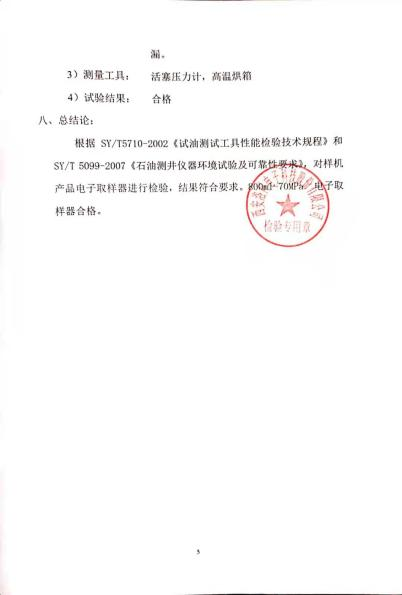 漏。
3）测量工具： 活塞压力计，高温烘箱
4）试验结果： 合格
八、总结论：
根据 SY/T5710-2002《试油测试工具性能检验技术规程》和
SY/T 5099-2007《石油测井仪器环境试验及可靠性要求》，对样机
产品电子取样器进行检验，结果符合要求。800ml-70MPa 电子取
样器合格。
检验专用章
5